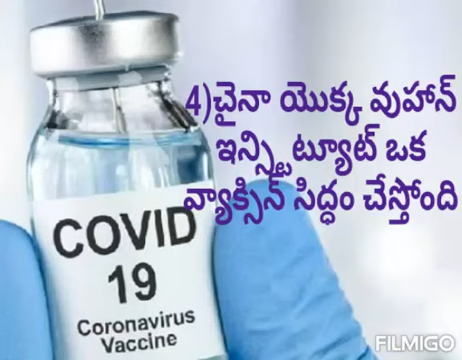 4)చైనా యొక్క వుహాన్
ఇన్స్టిట్యూట్ ఒక
వ్యాక్సిన్ సిద్ధం చేస్తోంది
COVID
19
Coronavirus
Vaccine
FILMIGO